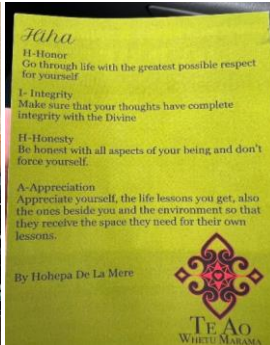 Hiha
H-Honor
Go through life with the greatest possible respect
for yourself
I- Integrity
Make sure that your thoughts have complete
integrity with the Divine
H-Honesty
Be honest with all aspects of your being and don't
force yourself.
A-Appreciation
Appreciate yourself, the life lessons you get, also
the ones beside you and the environment so that
they receive the space they need for their own
lessons.
By Hohepa De La Mere
TE AO
WHETU MARAMA